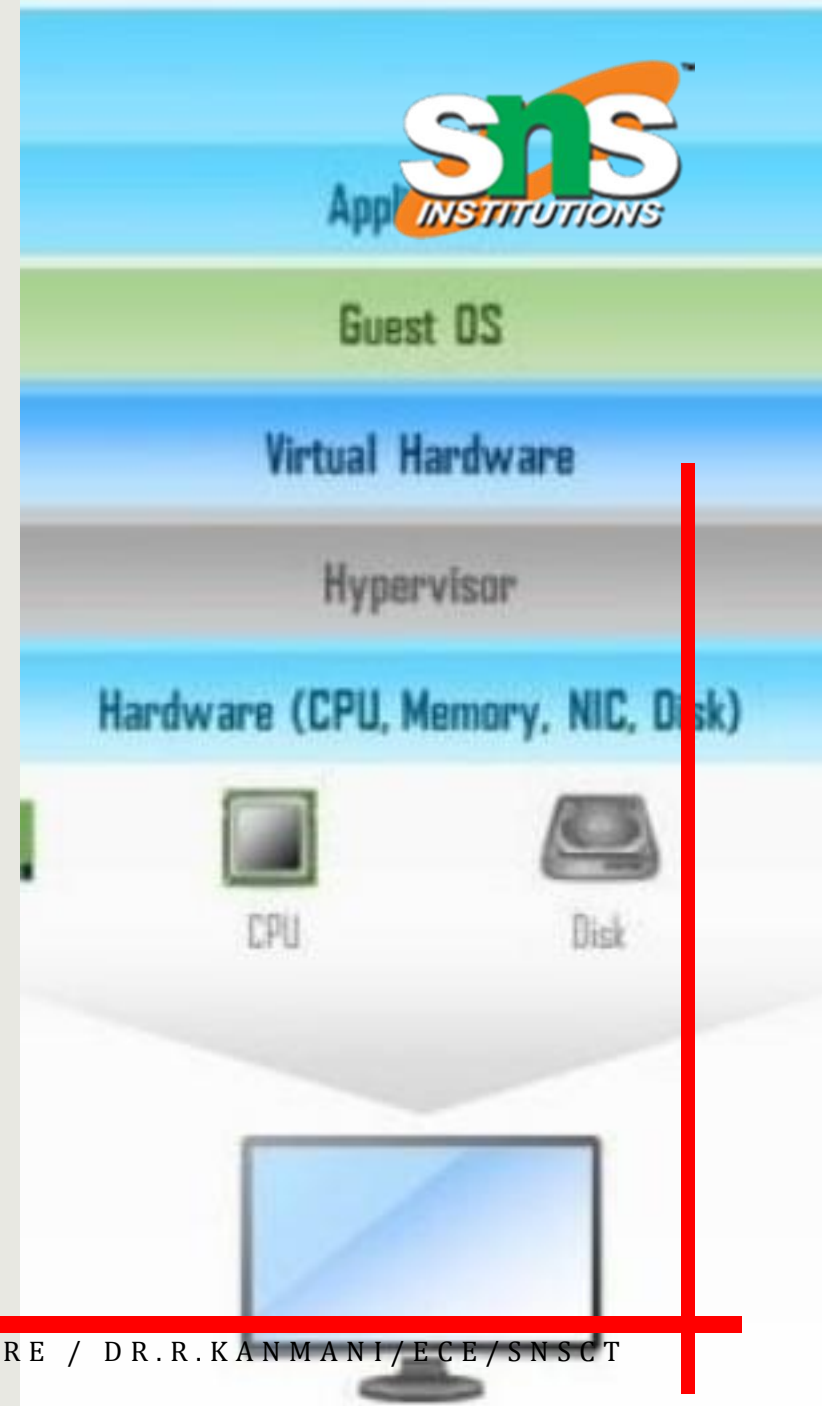 sns
INSTITUTIONS
Appl
Guest OS
Virtual Hardware
Hypervisor
Hardware (CPU, Memory, NIC, Disk)
CPU
Disk
RE / DR.R.KANMANI/ECE/SNSCT